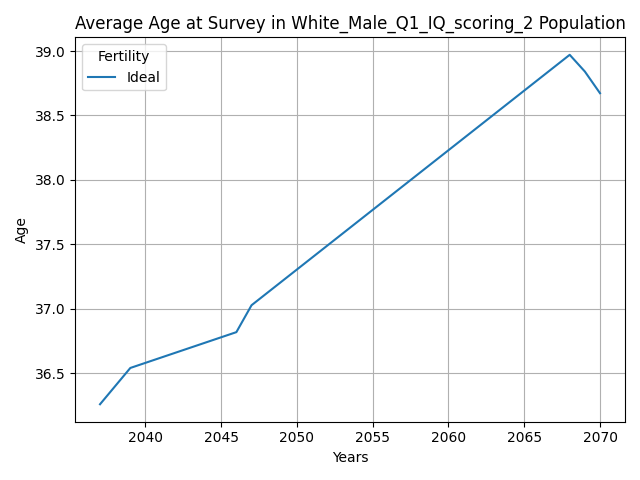 Average Age at Survey in White_Male_Q1_IQ_scoring_2 Population
Fertility
Ideal
39.0
38.5
38.0
37.5
37.0
36.5
Age
2040 2045 2050 2055 2060 2065 2070
Years